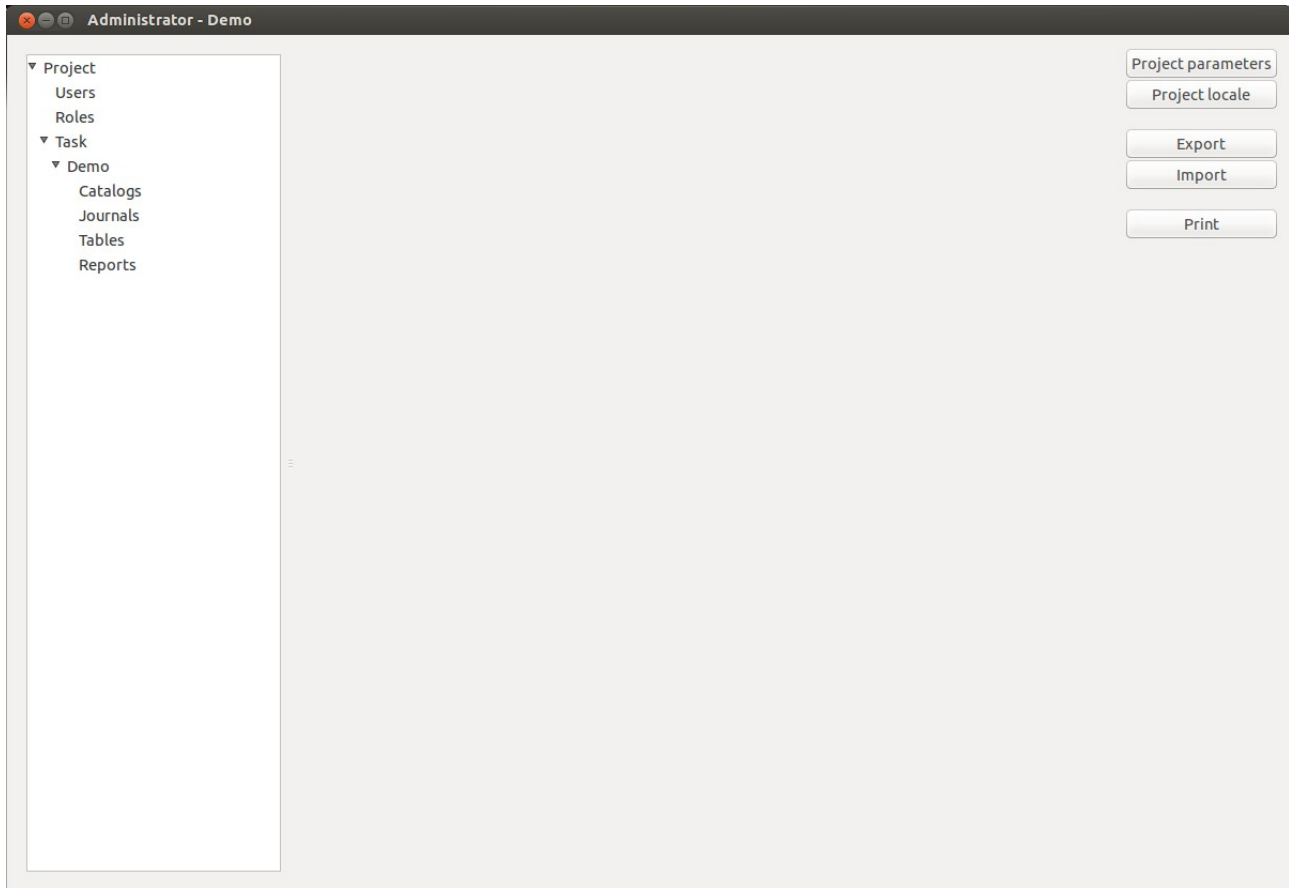 Administrator - Demo
Project
Users
Roles
Task
Demo
Catalogs
Journals
Tables
Reports
Project parameters
Project locale
Export
Import
Print